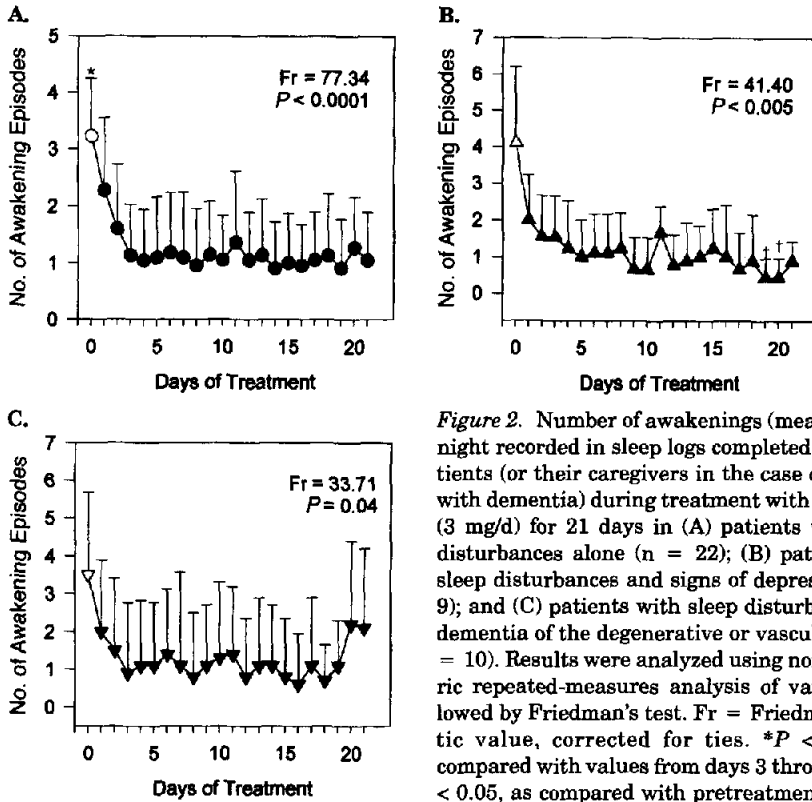 A.
No. of Awakening Episodes
5
4
3
2
1
0
*
Fr = 77.34
P < 0.0001
0 5 10 15 20
Days of Treatment
B.
No. of Awakening Episodes
7
6
5
4
3
2
1
0
Fr = 41.40
P < 0.005
† †
0 5 10 15 20
Days of Treatment
C.
No. of Awakening Episodes
7
6
5
4
3
2
1
0
Fr = 33.71
P = 0.04
0 5 10 15 20
Days of Treatment
Figure 2. Number of awakenings (mea
night recorded in sleep logs completed
tients (or their caregivers in the case
with dementia) during treatment with
(3 mg/d) for 21 days in (A) patients
disturbances alone (n = 22); (B) pat
sleep disturbances and signs of depres
9); and (C) patients with sleep disturb
dementia of the degenerative or vascu
= 10). Results were analyzed using no
ric repeated-measures analysis of va
lowed by Friedman's test. Fr = Friedn
tic value, corrected for ties. *P <
compared with values from days 3 thro
< 0.05, as compared with pretreatmen